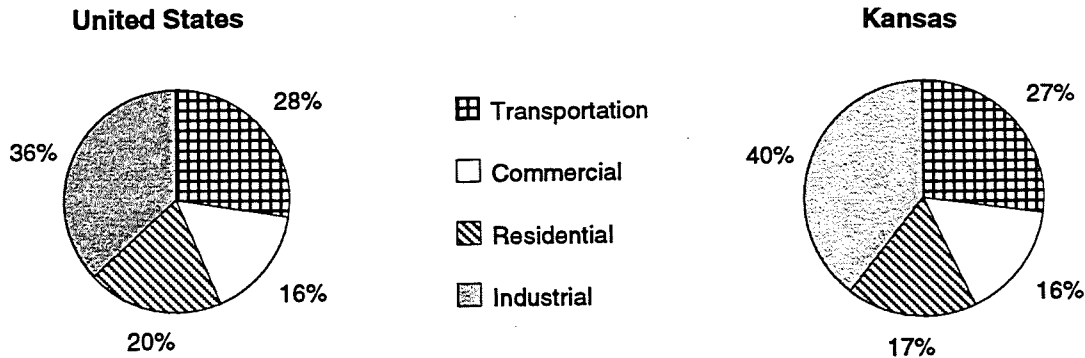 United States
28%
36%
16%
20%
Transportation
Commercial
Residential
Industrial
Kansas
27%
40%
16%
17%